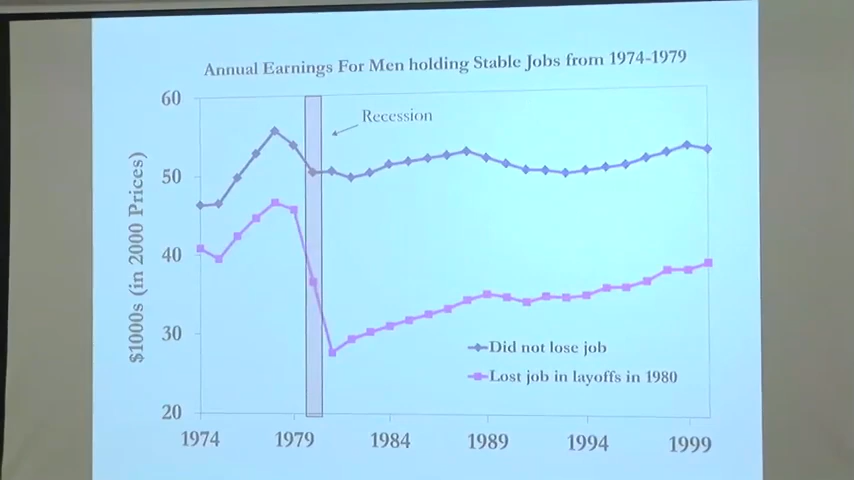 Annual Earnings For Men holding Stable Jobs from 1974-1979
$1000s (in 2000 Prices)
60
50
40
30
20
Recession
Did not lose job
Lost job in layoffs in 1980
1974 1979 1984 1989 1994 1999